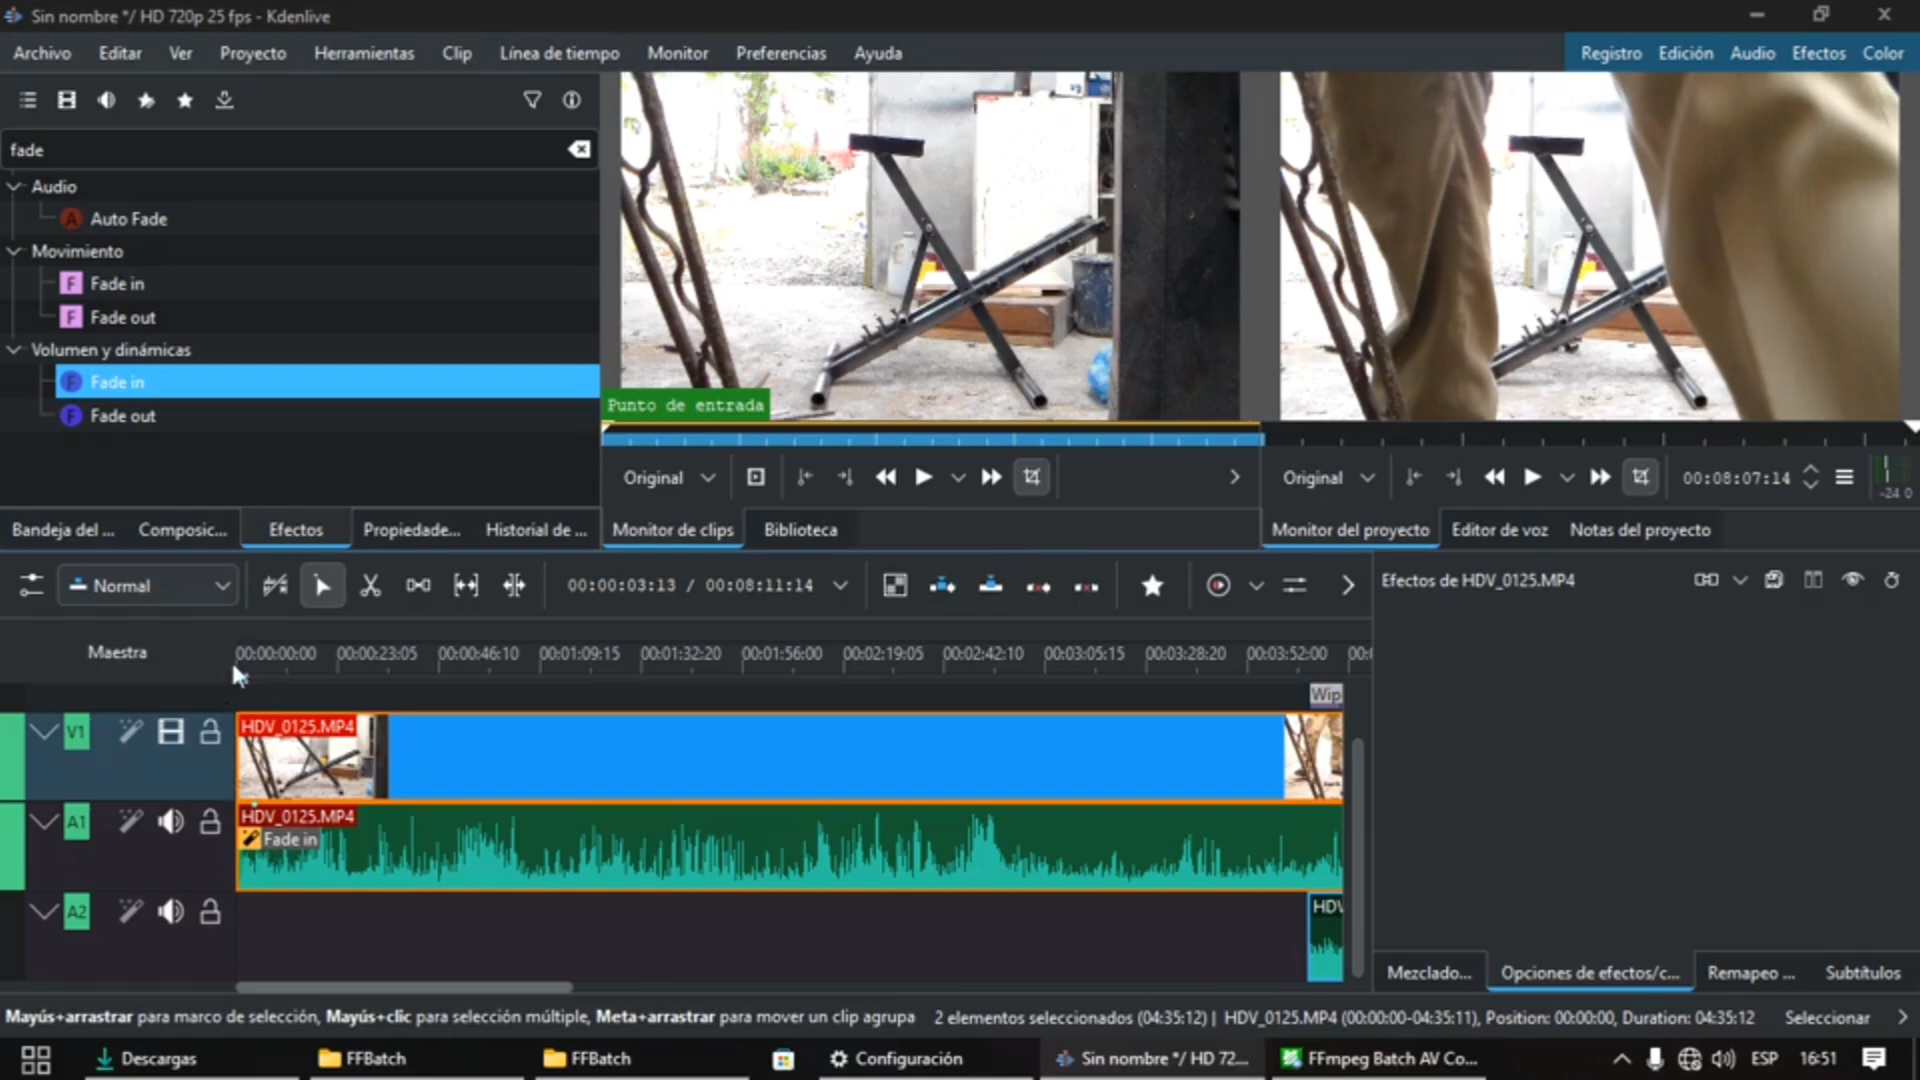 Sin nombre */ HD 720p 25 fps - Kdenlive
Archivo Editar Ver Proyecto Herramientas Clip Línea de tiempo Monitor Preferencias Ayuda
Registro Edición Audio Efectos Color
fade
Audio
A Auto Fade
Movimiento
F Fade in
F Fade out
Volumen y dinámicas
F Fade in
F Fade out
Punto de entrada
Original
Original 00:08:07:14
-24 0
Bandeja del ... Composic... Efectos Propiedade... Historial de ...
Monitor de clips Biblioteca
Monitor del proyecto Editor de voz Notas del proyecto
Normal 00:00:03:13 / 00:08:11:14
Efectos de HDV_0125.MP4
Maestra
00:00:00:00 00:00:23:05 00:00:46:10 00:01:09:15 00:01:32:20 00:01:56:00 00:02:19:05 00:02:42:10 00:03:05:15 00:03:28:20 00:03:52:00 00:0
Wip
V1 HDV_0125.MP4
A1 HDV_0125.MP4
Fade in
A2 HDV
Mezclado... Opciones de efectos/c... Remapeo ... Subtítulos
Mayús+arrastrar para marco de selección, Mayús+clic para selección múltiple, Meta+arrastrar para mover un clip agrupa
2 elementos seleccionados (04:35:12) | HDV_0125.MP4 (00:00:00-04:35:11), Position: 00:00:00, Duration: 04:35:12
Seleccionar
Descargas FFBatch FFBatch Configuración Sin nombre */ HD 72... FFmpeg Batch AV Co... ESP 16:51